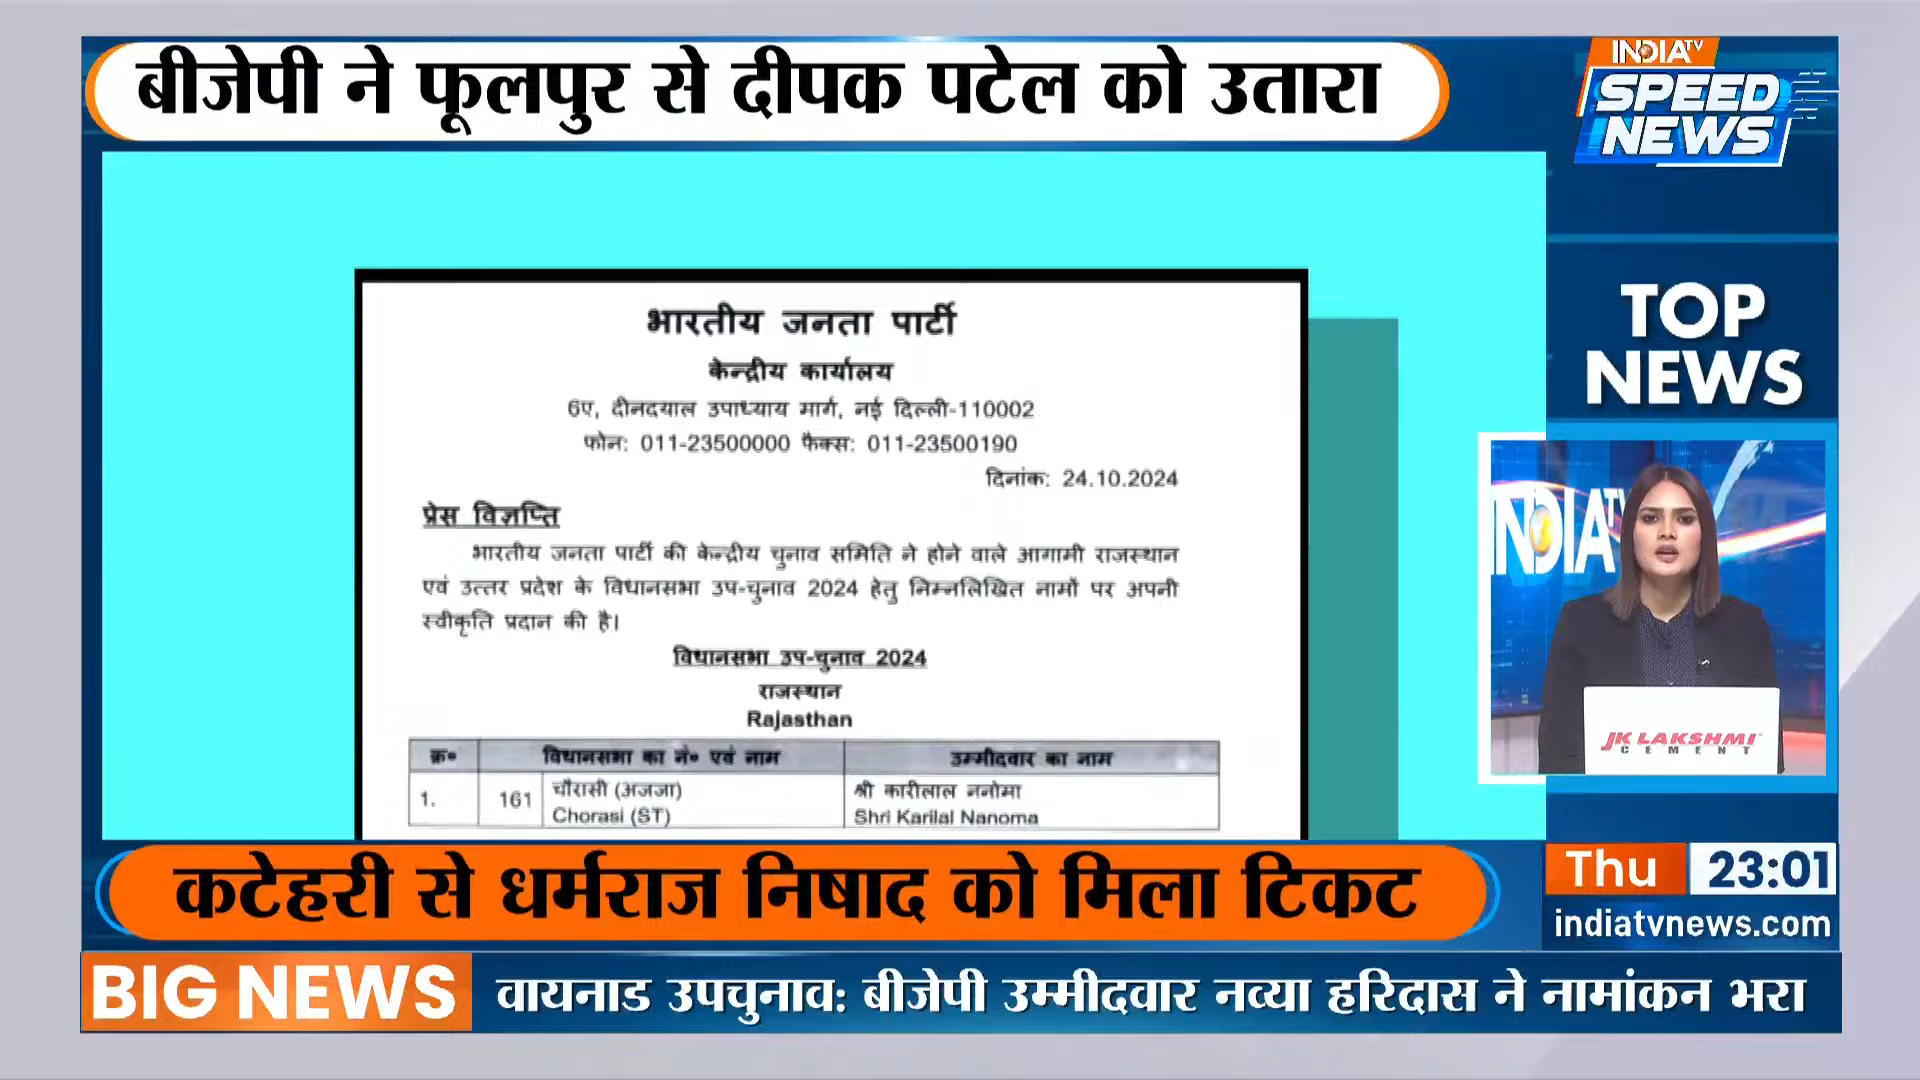 बीजेपी ने फूलपुर से दीपक पटेल को उतारा
INDIA TV
SPEED
NEWS
TOP
NEWS
भारतीय जनता पार्टी
केन्द्रीय कार्यालय
6ए, दीनदयाल उपाध्याय मार्ग, नई दिल्ली-110002
फोन: 011-23500000 फैक्स: 011-23500190
दिनांक: 24.10.2024
प्रेस विज्ञप्ति
भारतीय जनता पार्टी की केन्द्रीय चुनाव समिति ने होने वाले आगामी राजस्थान
एवं उत्तर प्रदेश के विधानसभा उप-चुनाव 2024 हेतु निम्नलिखित नामों पर अपनी
स्वीकृति प्रदान की है।
विधानसभा उप-चुनाव 2024
राजस्थान
Rajasthan
क्र० विधानसभा का नं० एवं नाम उम्मीदवार का नाम
1. 161 चौरासी (अजजा) श्री कारीलाल ननोमा
Chorasi (ST) Shri Karilal Nanoma
INDIA TV
JK LAKSHMI
CEMENT
कटेहरी से धर्मराज निषाद को मिला टिकट
Thu 23:01
indiatvnews.com
BIG NEWS वायनाड उपचुनाव: बीजेपी उम्मीदवार नव्या हरिदास ने नामांकन भरा